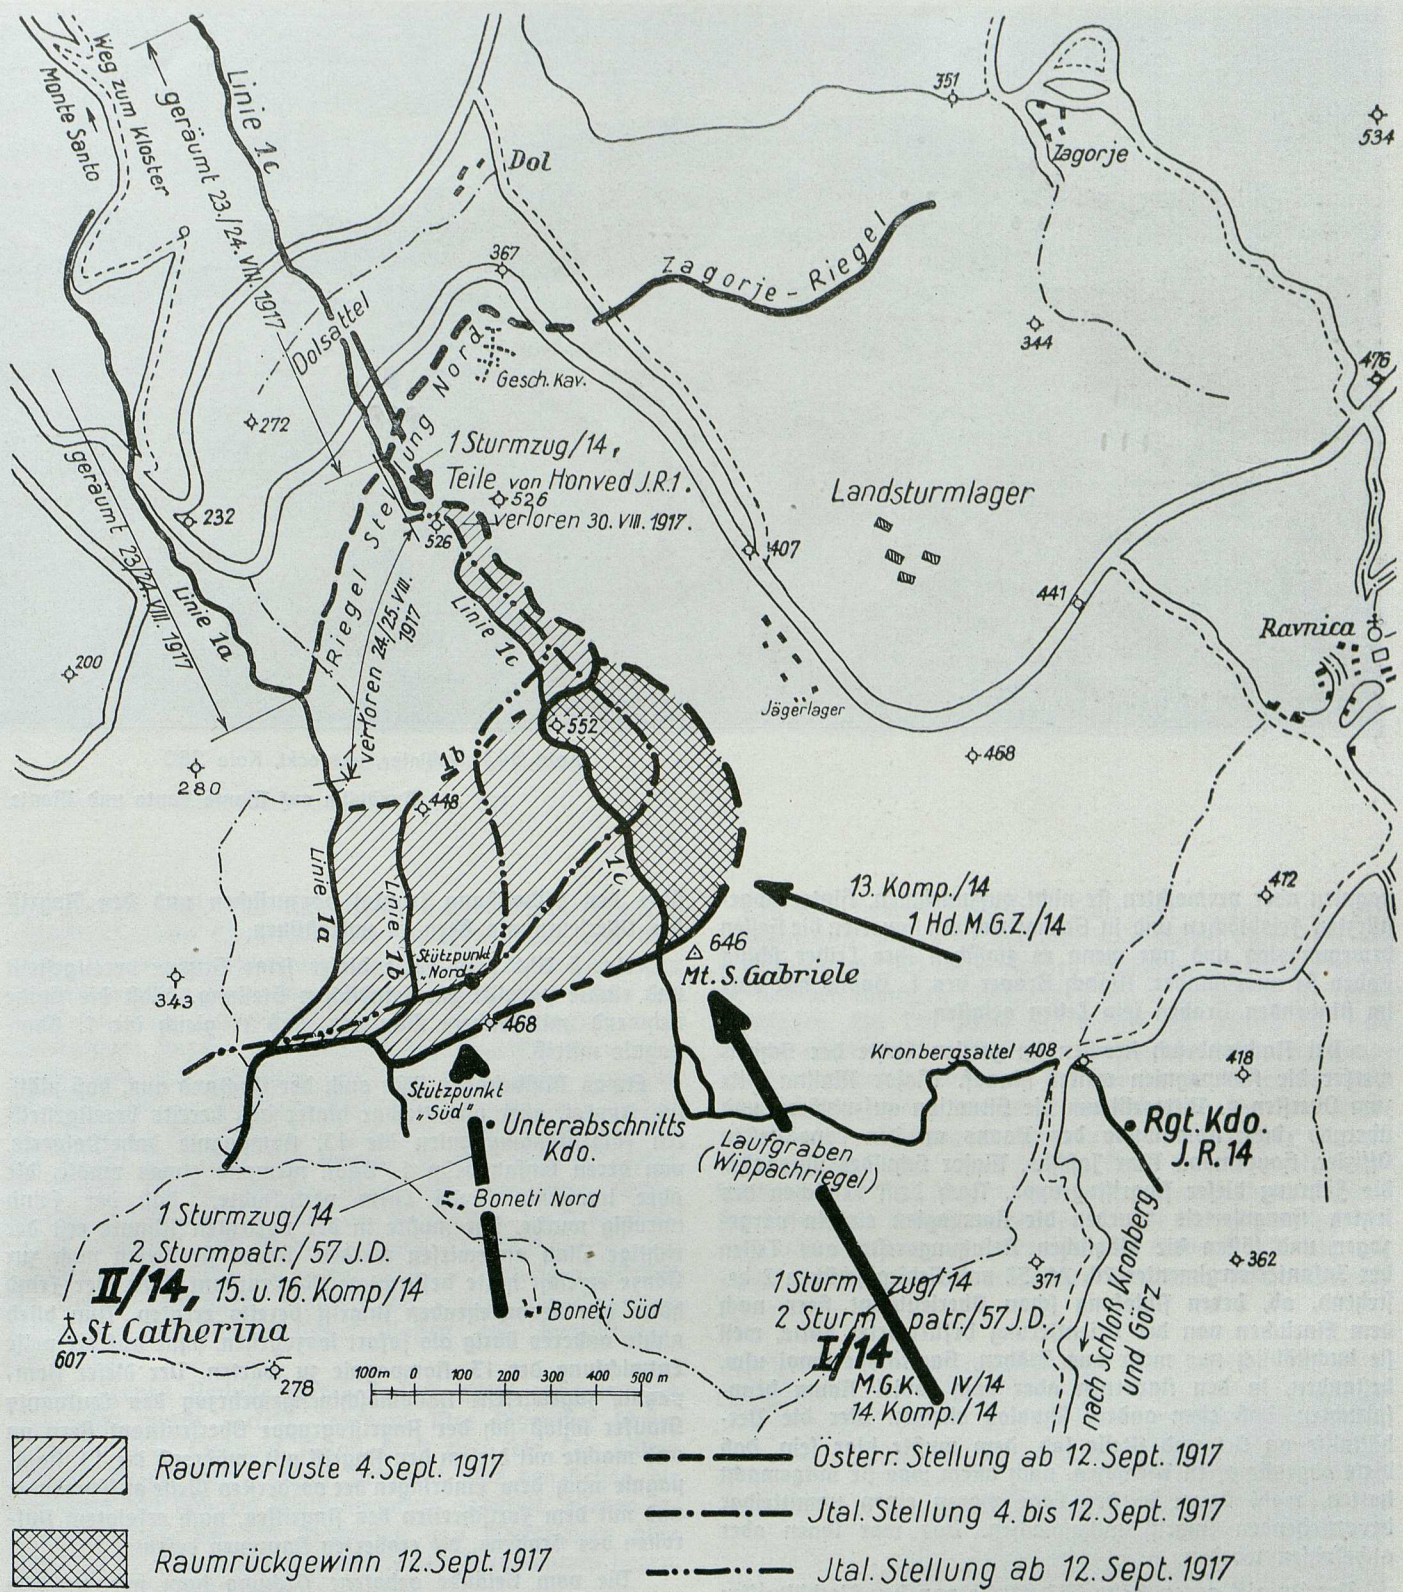 Weg zum Kloster
Monte Santo
geräumt 23./24. VIII. 1917
Linie 1c
Dol
351
Zagorje
534
367
Zagorje-Riegel
Dolsattel
344
476
Gesch. Kav.
272
Riegel Stellung Nord
1 Sturmzug/14,
Teile von Honved J.R.1.
526
verloren 30. VIII. 1917.
526
232
geräumt 23/24. VIII. 1917
Linie 1a
Landsturmlager
407
441
Ravnica
verloren 24./25. VIII.
1917
Linie 1c
200
Jägerlager
552
468
280
1b
448
Linie
1a
Linie 1b
1c
13. Komp./14
1 Hd. M.G.Z./14
472
Stützpunkt
„Nord“
646
Mt. S. Gabriele
343
468
Kronbergsattel 408
418
Stützpunkt
„Süd“
Unterabschnitts
Kdo.
Laufgraben
(Wippachriegel)
Rgt. Kdo.
J.R. 14
Boneti Nord
1 Sturmzug/14
2 Sturmpatr./57 J.D.
II/14, 15. u. 16. Komp/14
Boneti Süd
St. Catherina
607
278
1 Sturmzug/14
2 Sturmpatr./57 J.D.
I/14
M.G.K. IV/14
14. Komp./14
371
362
nach Schloß Kronberg
und Görz
100m 0 100 200 300 400 500 m
Raumverluste 4. Sept. 1917
Raumrückgewinn 12. Sept. 1917
Österr. Stellung ab 12. Sept. 1917
Jtal. Stellung 4. bis 12. Sept. 1917
Jtal. Stellung ab 12. Sept. 1917